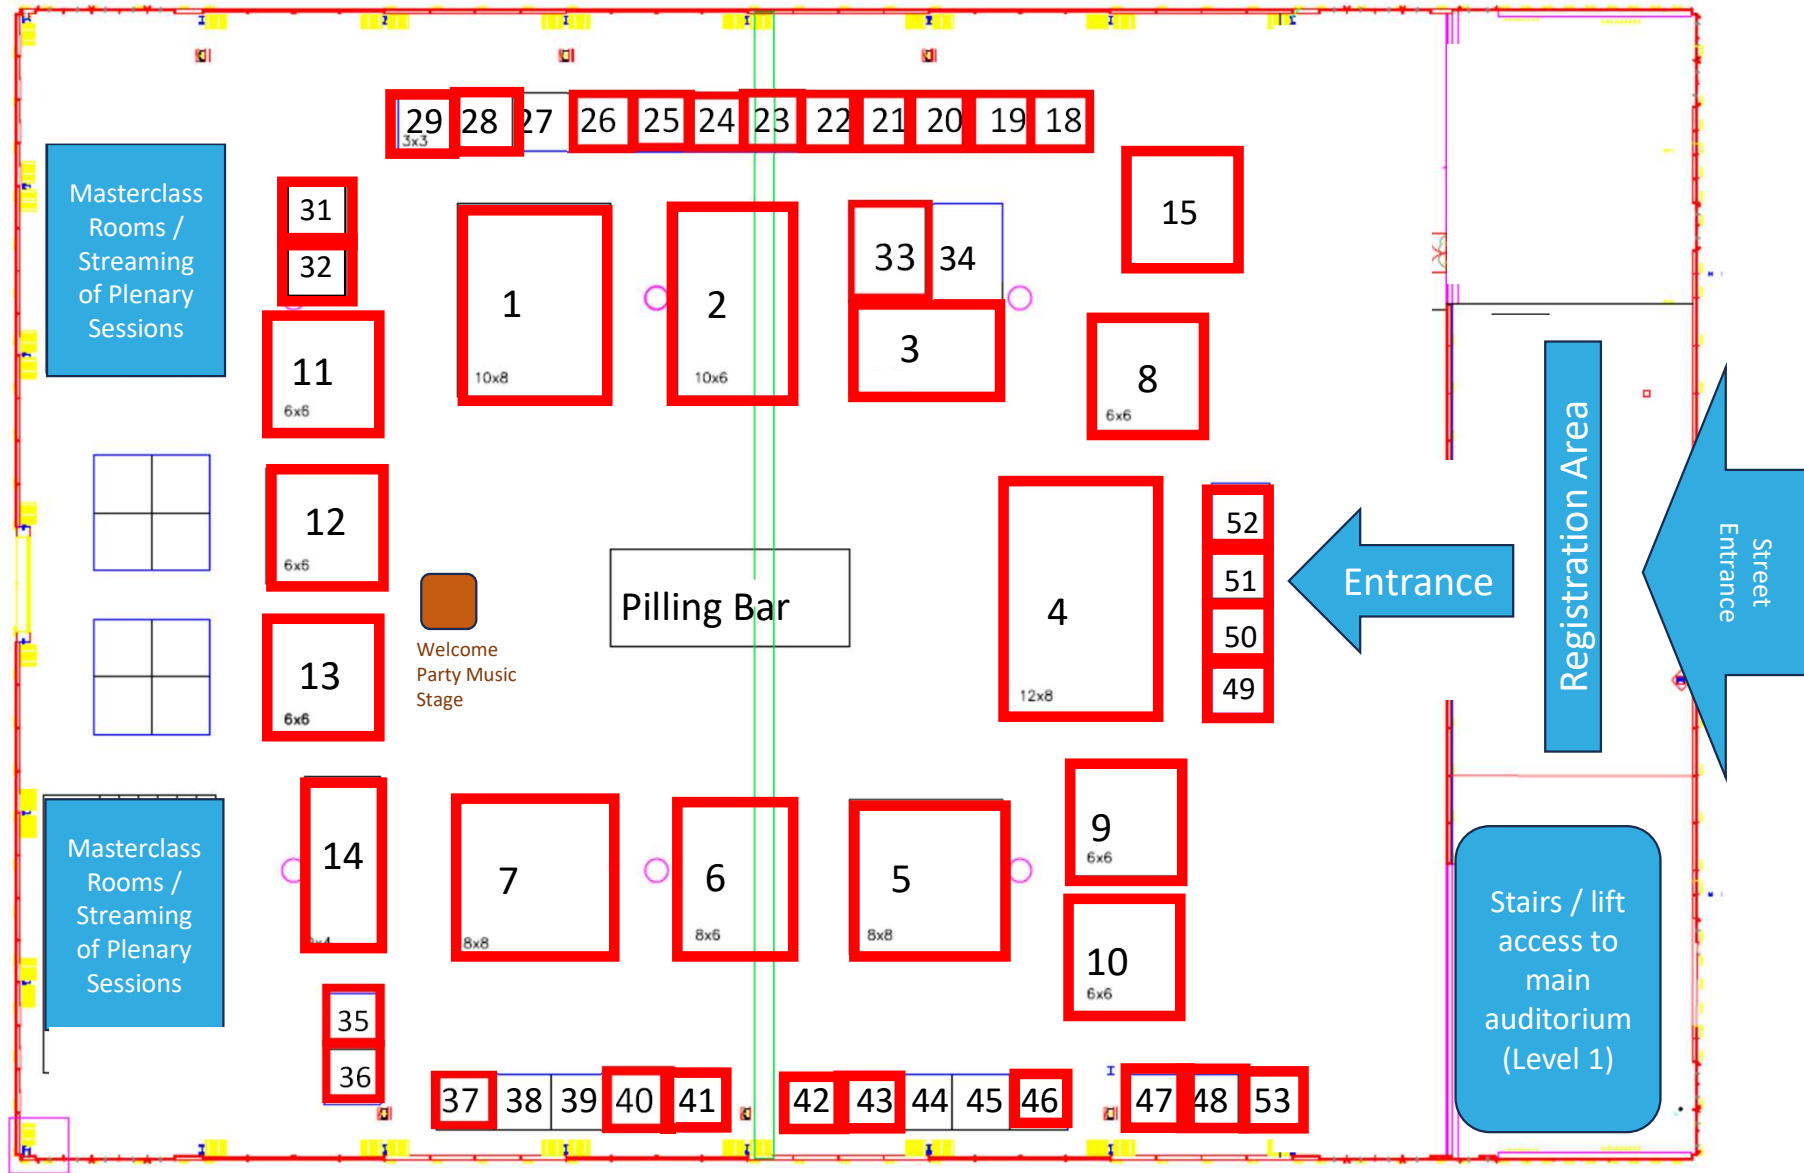 29 28 27 26 25 24 23 22 21 20 19 18
3x3
Masterclass
Rooms /
Streaming
of Plenary
Sessions
31
32
1
10x8
2
10x6
33 34
3
15
11
6x6
8
6x6
12
6x6
Welcome
Party Music
Stage
Pilling Bar
4
12x8
52
51
50
49
Entrance
Registration Area
Street
Entrance
13
6x6
Masterclass
Rooms /
Streaming
of Plenary
Sessions
14
7
8x8
6
8x6
5
8x8
9
6x6
10
6x6
Stairs / lift
access to
main
auditorium
(Level 1)
35
36
37 38 39 40 41 42 43 44 45 46 47 48 53